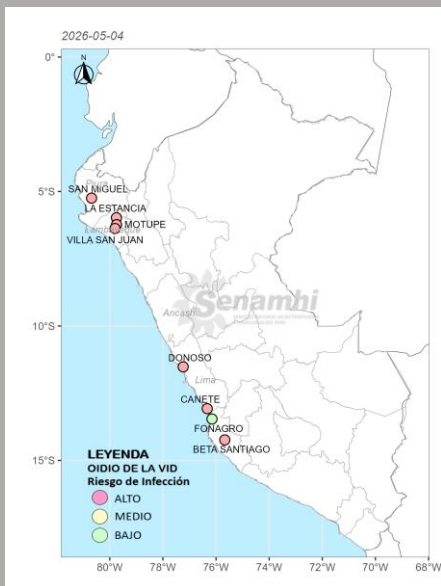 2026-05-04
N
0°
5°S
10°S
15°S
Piura
SAN MIGUEL
LA ESTANCIA
MOTUPE
Lambayeque
VILLA SAN JUAN
Senamhi
Ancash
DONOSO
Lima
CANETE
FONAGRO
BETA SANTIAGO
LEYENDA
OIDIO DE LA VID
Riesgo de Infección
ALTO
MEDIO
BAJO
80°W 78°W 76°W 74°W 72°W 70°W 68°W